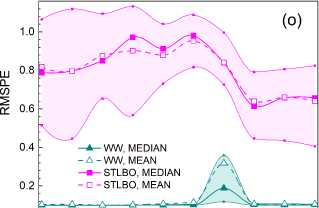 (o)
1.0
0.8
0.6
0.4
0.2
RMSPE
WW, MEDIAN
WW, MEAN
STLBO, MEDIAN
STLBO, MEAN